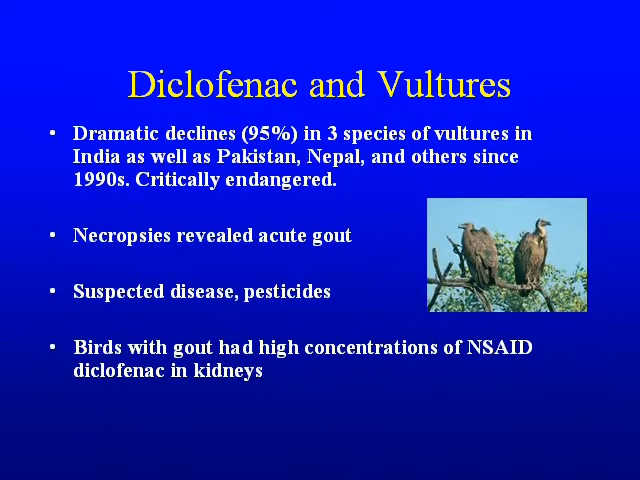 Diclofenac and Vultures
• Dramatic declines (95%) in 3 species of vultures in
India as well as Pakistan, Nepal, and others since
1990s. Critically endangered.
• Necropsies revealed acute gout
• Suspected disease, pesticides
• Birds with gout had high concentrations of NSAID
diclofenac in kidneys